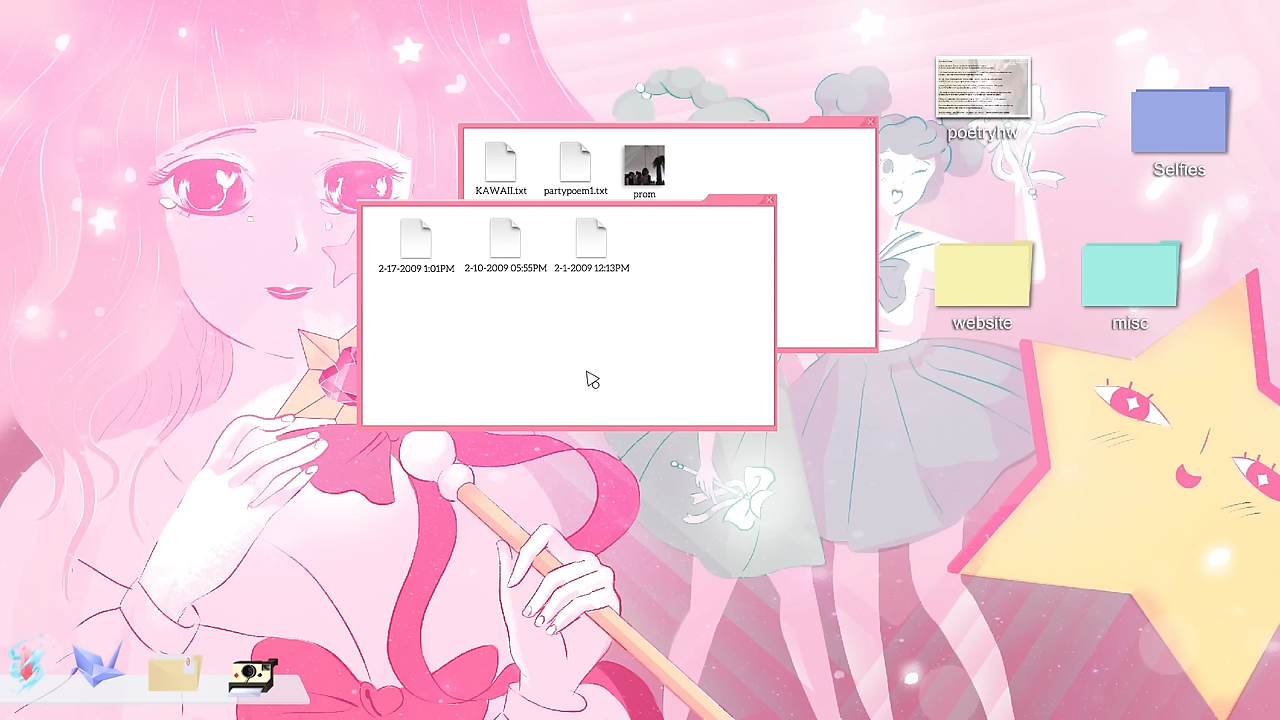 poetryhw
Selfies
KAWAII.txt
partypoem1.txt
prom
2-17-2009 1:01PM
2-10-2009 05:55PM
2-1-2009 12:13PM
website
misc